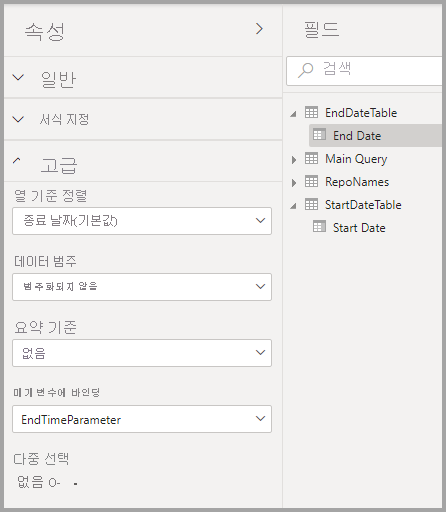 속성
일반
서식 지정
고급
열 기준 정렬
종료 날짜(기본값)
데이터 범주
범주화되지 않음
요약 기준
없음
매개 변수에 바인딩
EndTimeParameter
다중 선택
없음 0- -
필드
검색
EndDateTable
End Date
Main Query
RepoNames
StartDateTable
Start Date